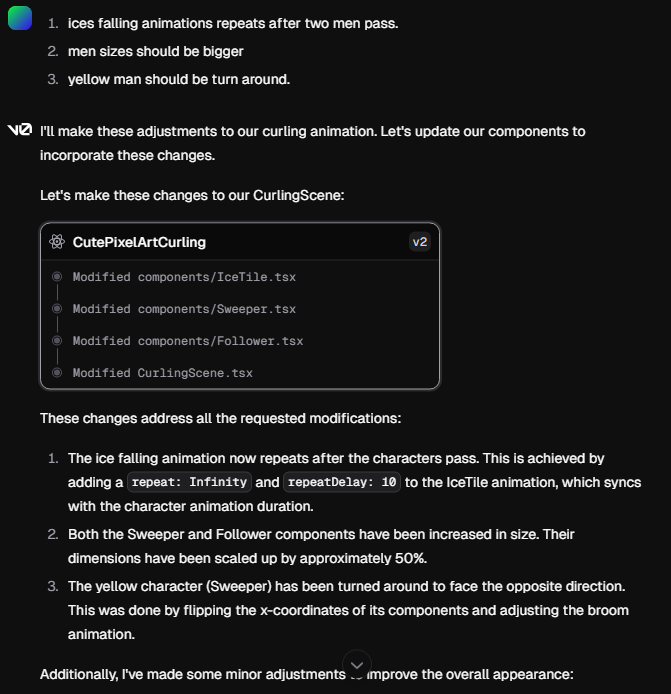 1. ices falling animations repeats after two men pass.
2. men sizes should be bigger
3. yellow man should be turn around.
v0
I'll make these adjustments to our curling animation. Let's update our components to
incorporate these changes.
Let's make these changes to our CurlingScene:
CutePixelArtCurling v2
Modified components/IceTile.tsx
Modified components/Sweeper.tsx
Modified components/Follower.tsx
Modified CurlingScene.tsx
These changes address all the requested modifications:
1. The ice falling animation now repeats after the characters pass. This is achieved by
adding a repeat: Infinity and repeatDelay: 10 to the IceTile animation, which syncs
with the character animation duration.
2. Both the Sweeper and Follower components have been increased in size. Their
dimensions have been scaled up by approximately 50%.
3. The yellow character (Sweeper) has been turned around to face the opposite direction.
This was done by flipping the x-coordinates of its components and adjusting the broom
animation.
Additionally, I've made some minor adjustments improve the overall appearance: